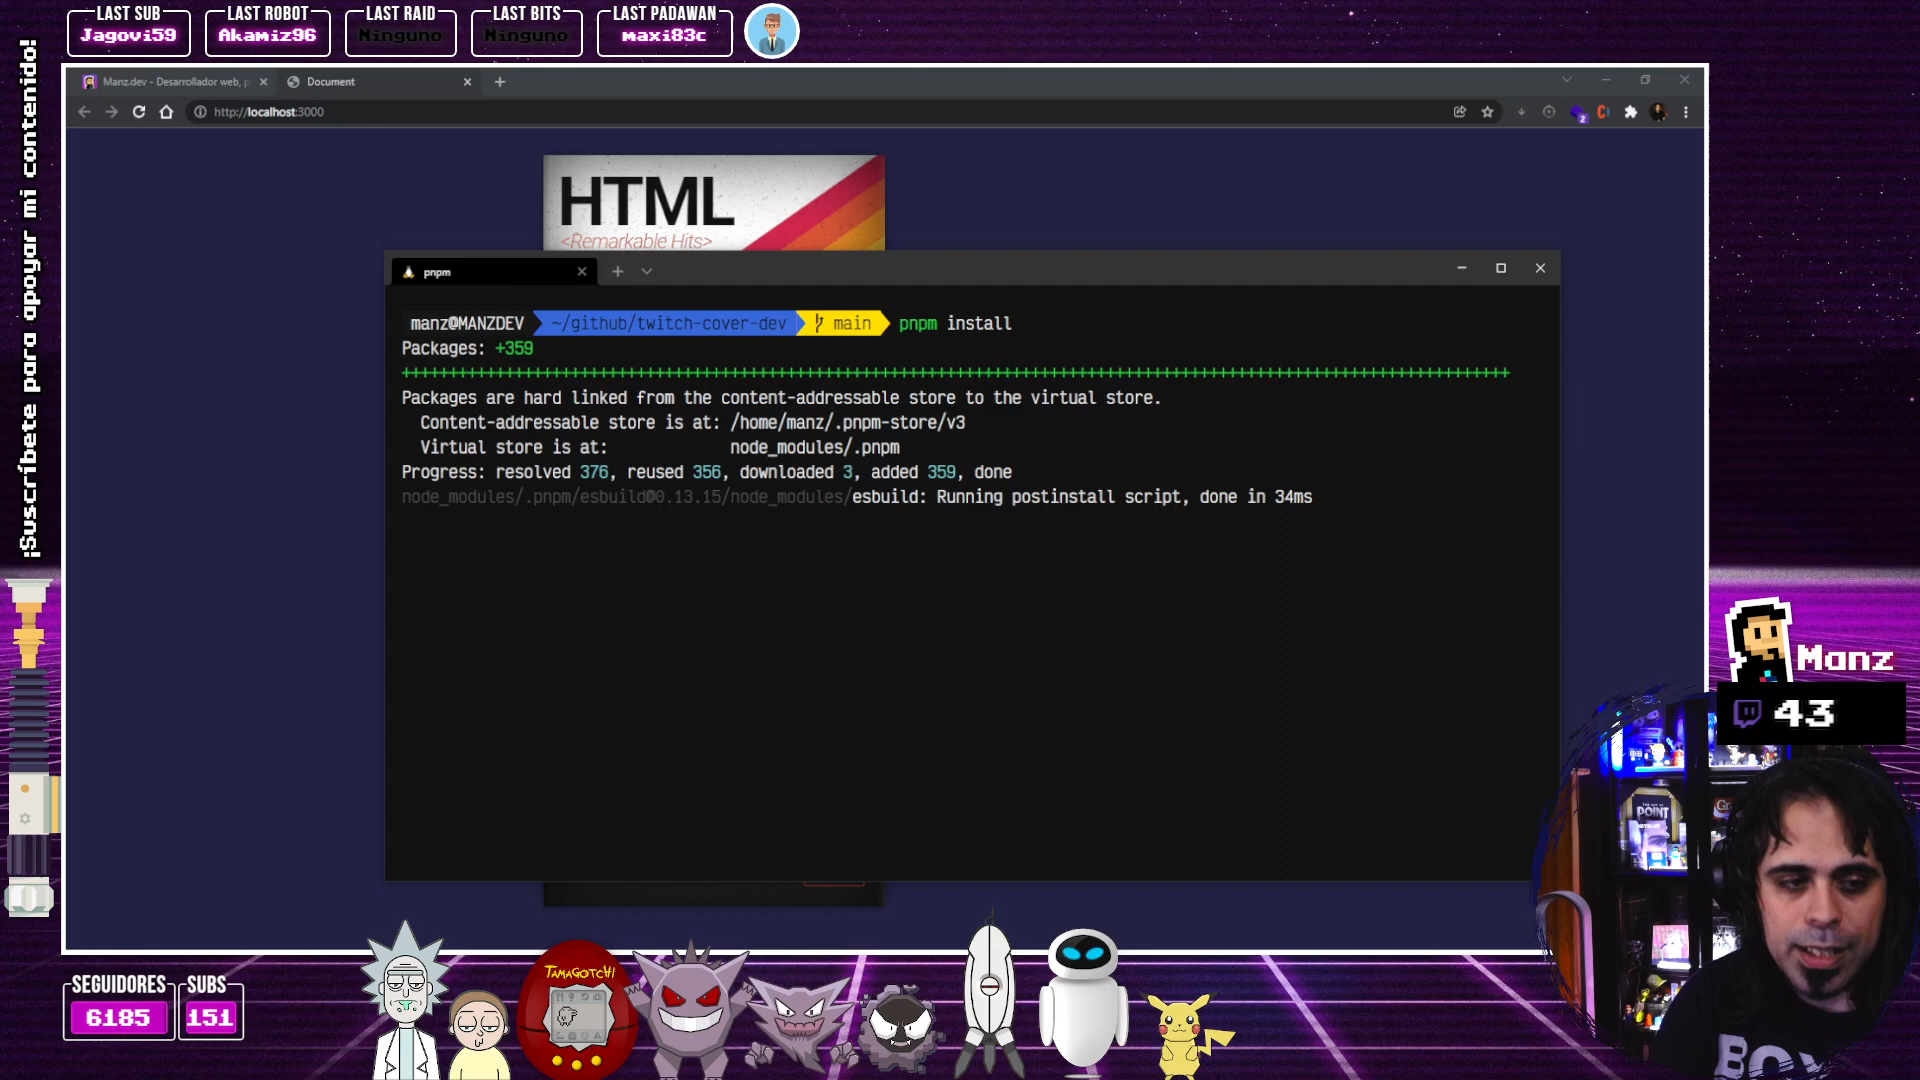 LAST SUB
Jagovi59
LAST ROBOT
Akamiz96
LAST RAID
Ninguno
LAST BITS
Ninguno
LAST PADAWAN
maxi83c
¡Suscríbete para apoyar mi contenido!
Manz.dev - Desarrollador web, p
Document
http://localhost:3000
2
HTML
<Remarkable Hits>
pnpm
manz@MANZDEV ~/github/twitch-cover-dev main pnpm install
Packages: +359
++++++++++++++++++++++++++++++++++++++++++++++++++++++++++++++++++++++++++++++++++++++++++++++++++++++++++++++++++++++
Packages are hard linked from the content-addressable store to the virtual store.
Content-addressable store is at: /home/manz/.pnpm-store/v3
Virtual store is at: node_modules/.pnpm
Progress: resolved 376, reused 356, downloaded 3, added 359, done
node_modules/.pnpm/esbuild@0.13.15/node_modules/esbuild: Running postinstall script, done in 34ms
Manz
43
POINT
SEGUIDORES
6185
SUBS
151
TAMAGOTCHI